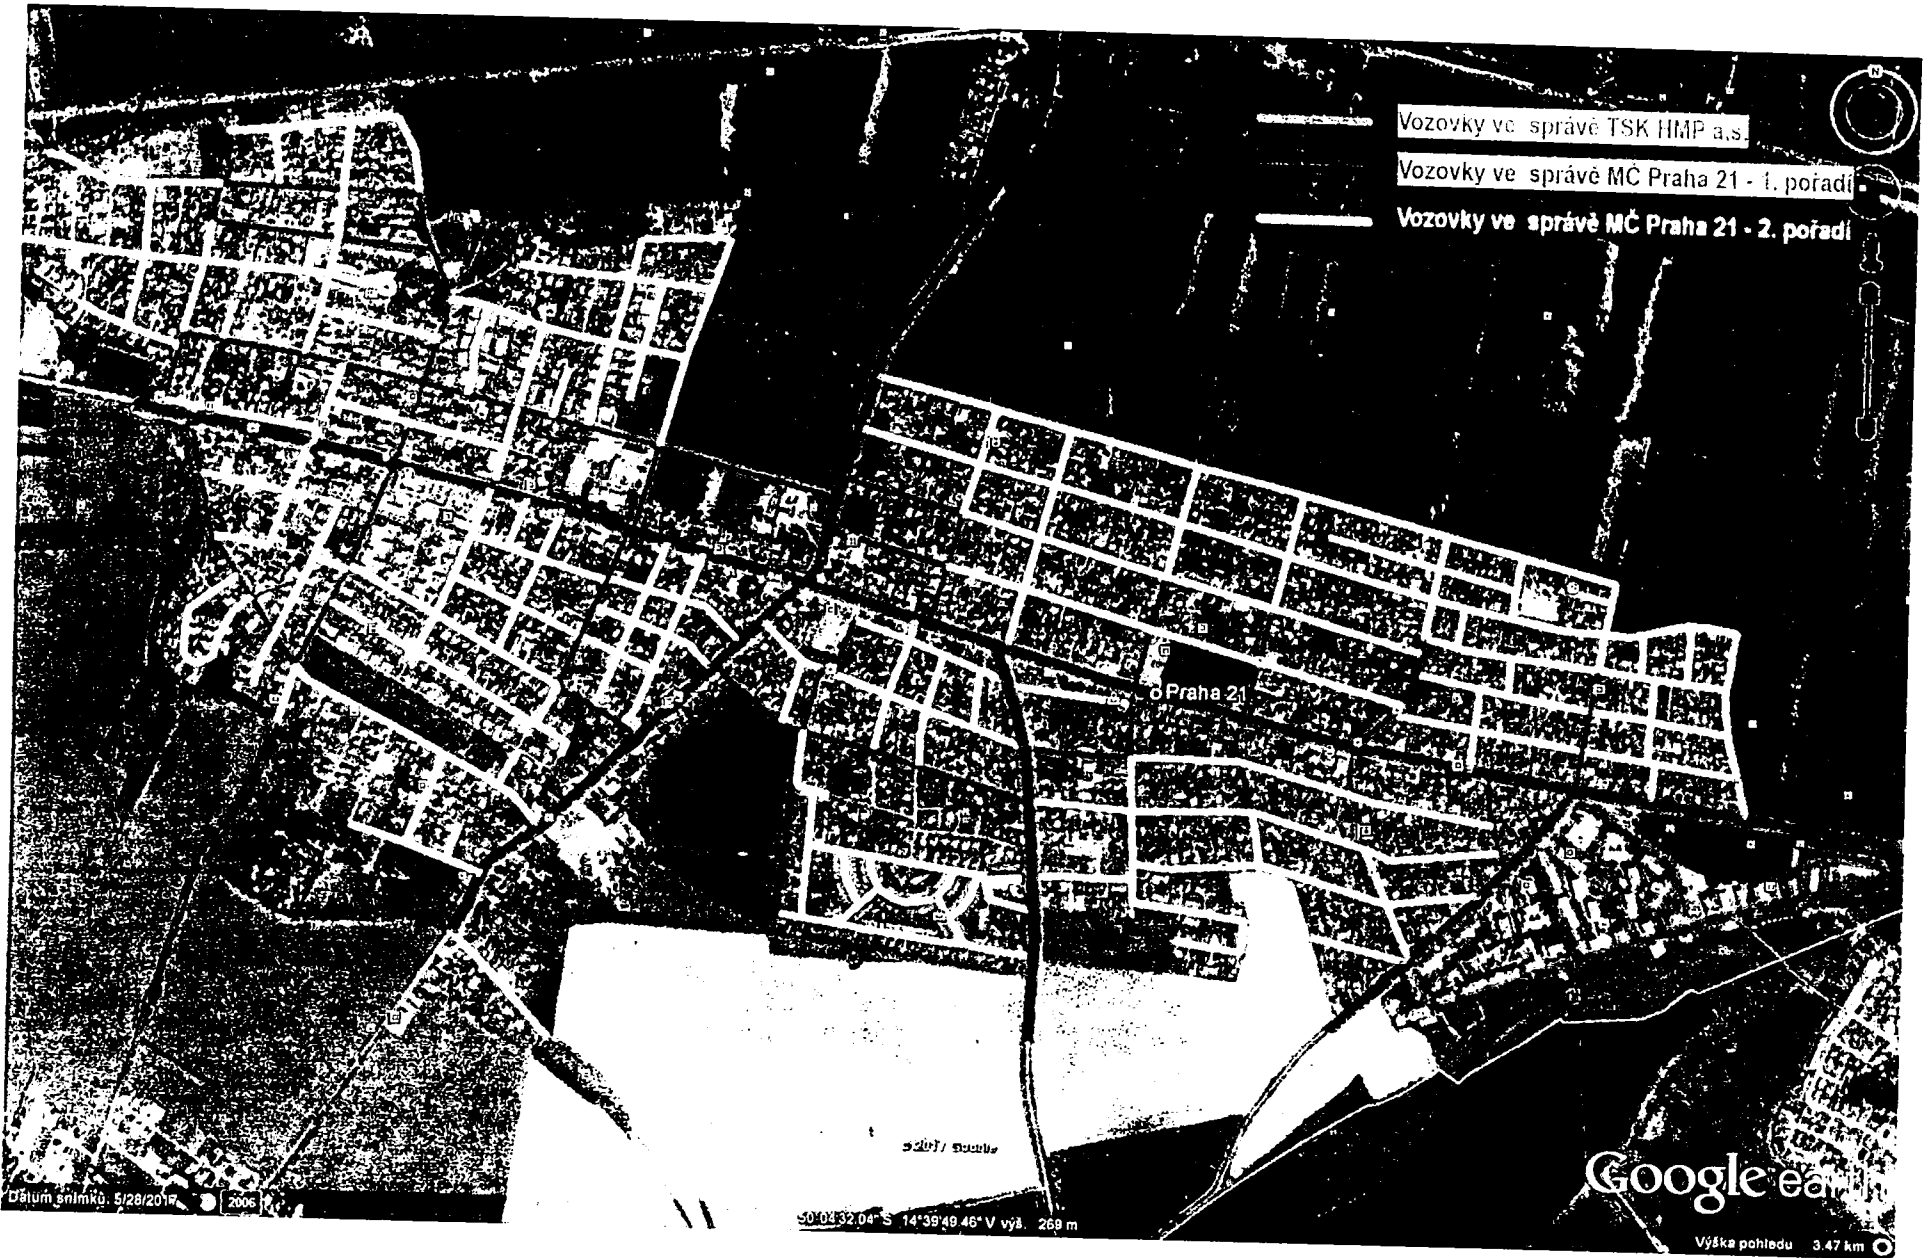 N
Vozovky ve správě TSK HMP a.s.
Vozovky ve správě MČ Praha 21 - 1. pořadí
Vozovky ve správě MČ Praha 21 - 2. pořadí
Praha 21
©2017 Google
Google earth
Datum snímků: 5/28/2017
2006
50°04'32.04" S 14°39'49.46" V výš. 269 m
Výška pohledu 3.47 km